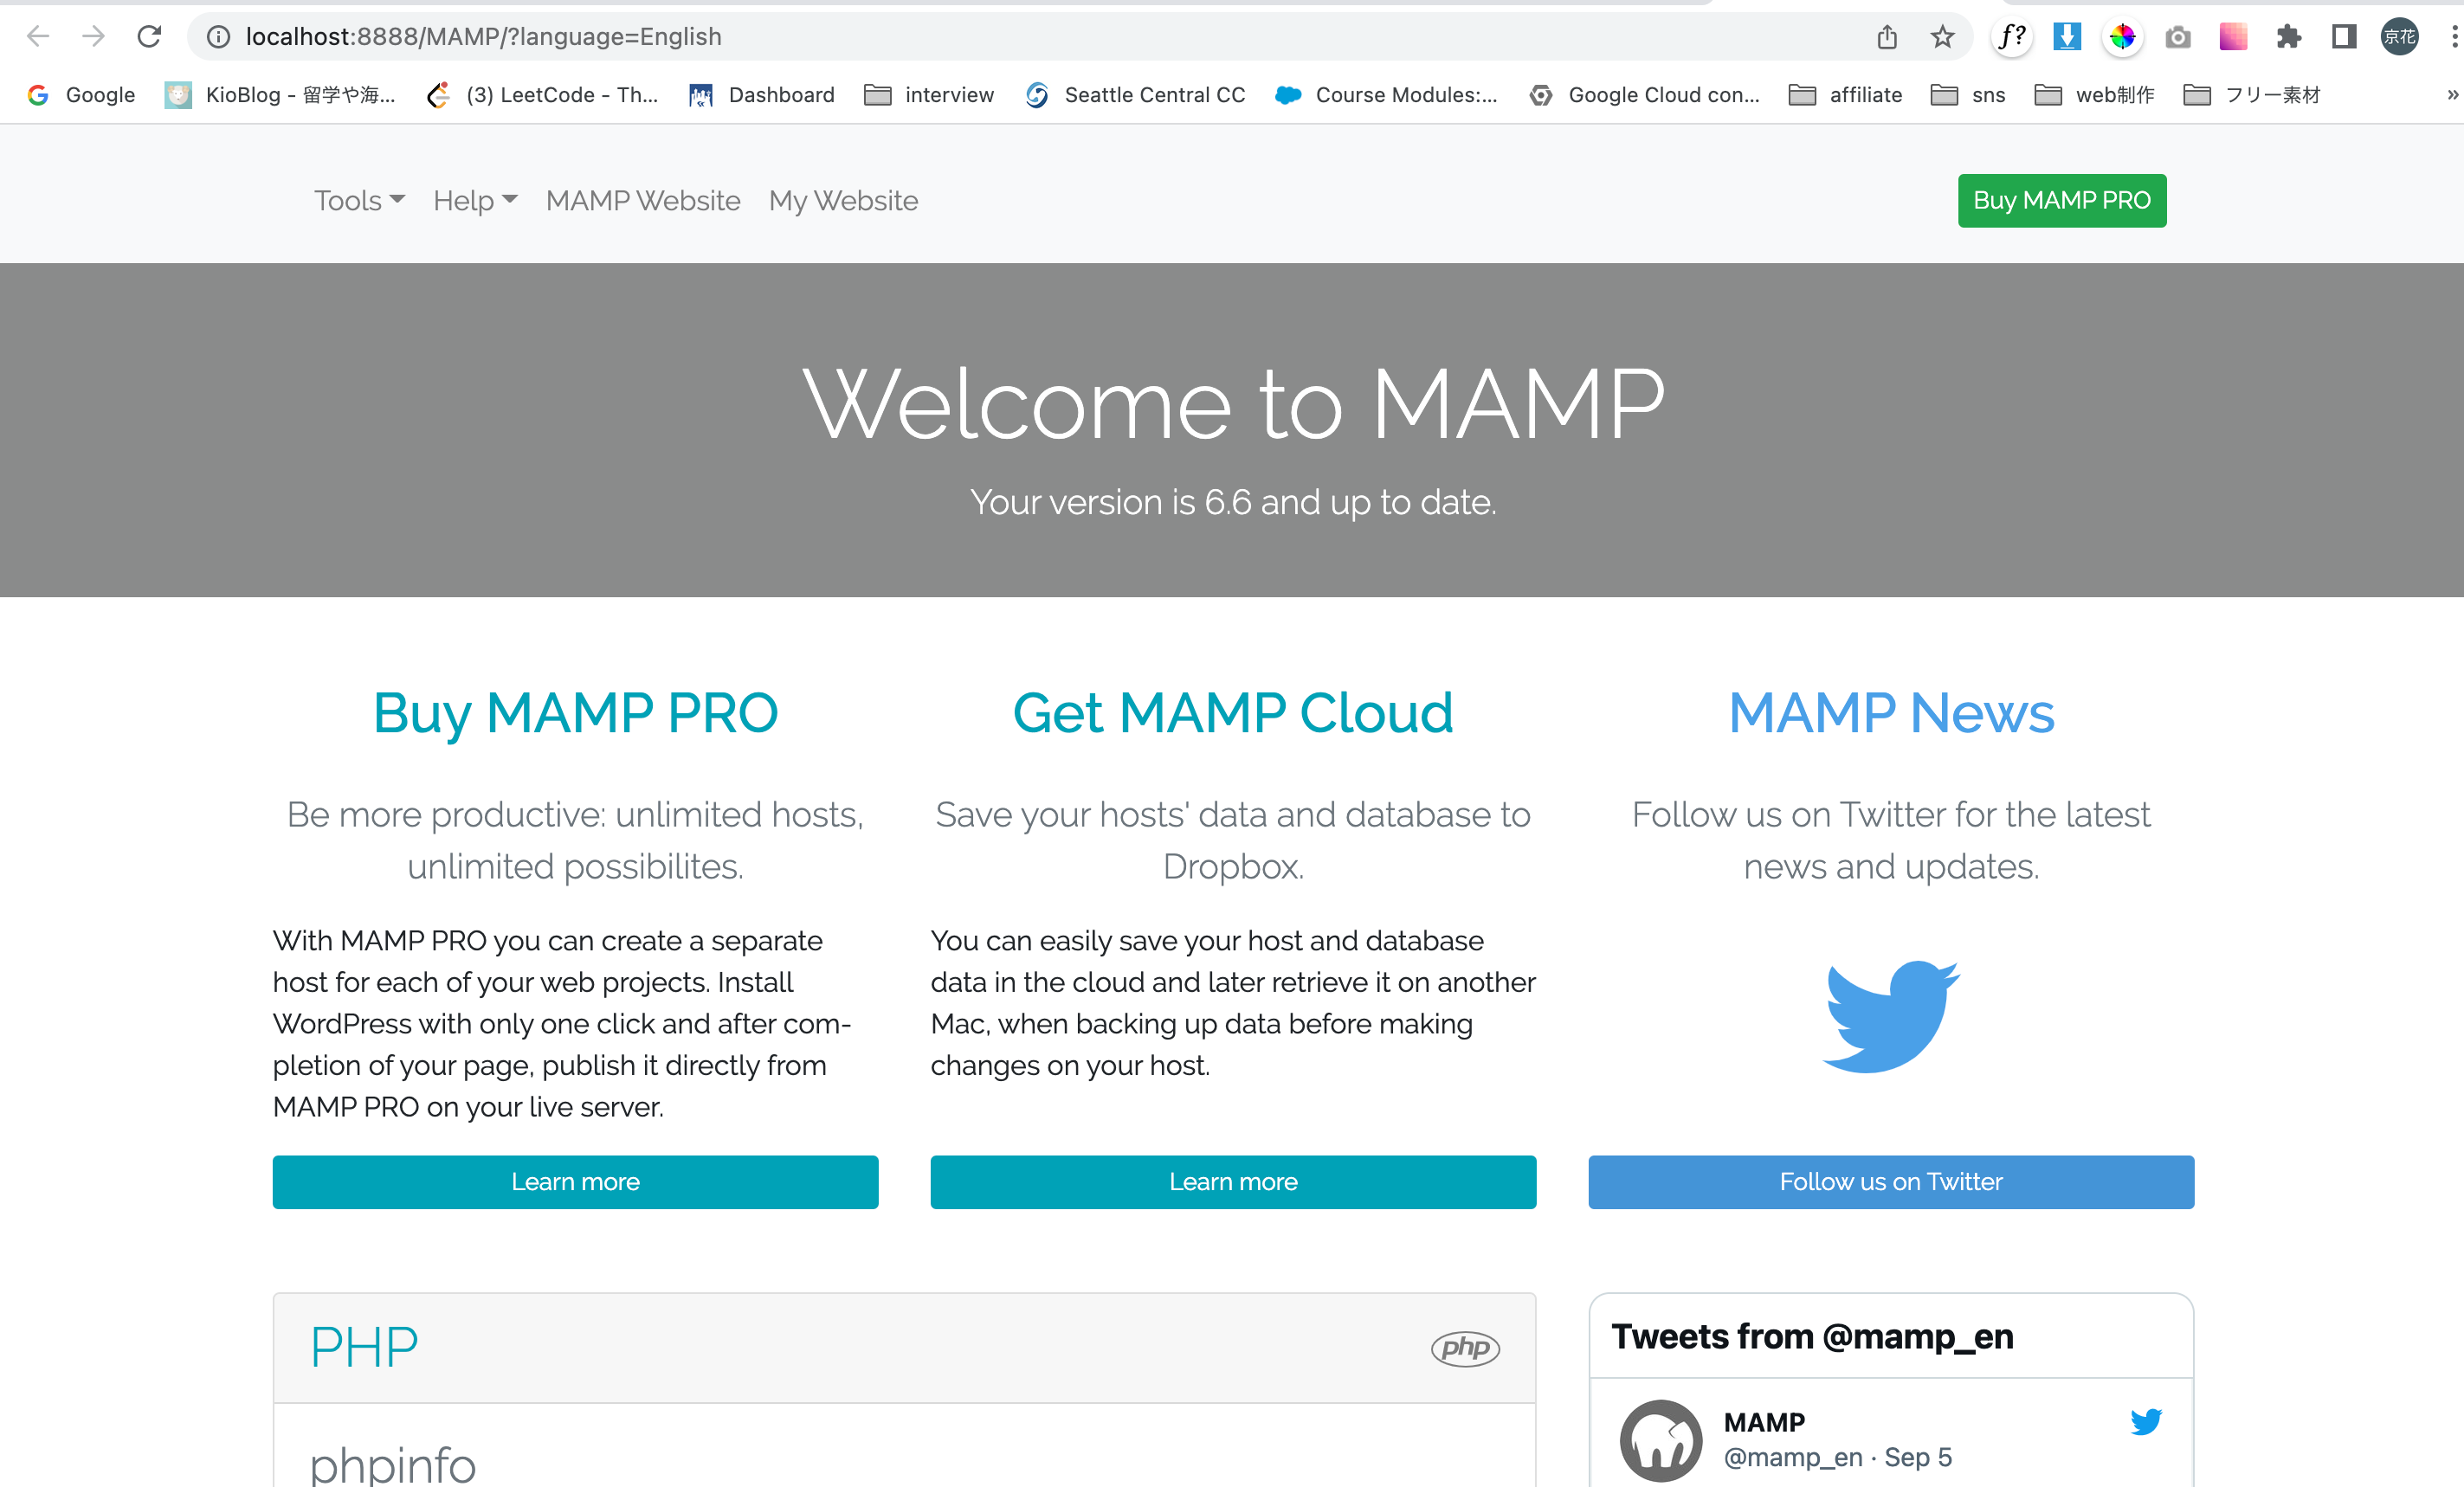 localhost:8888/MAMP/?language=English
f?
京花
Google
KioBlog - 留学や海...
(3) LeetCode - Th...
Dashboard
interview
Seattle Central CC
Course Modules:...
Google Cloud con...
affiliate
sns
web制作
フリー素材
»
Tools
Help
MAMP Website
My Website
Buy MAMP PRO
Welcome to MAMP
Your version is 6.6 and up to date.
Buy MAMP PRO
Be more productive: unlimited hosts,
unlimited possibilites.
With MAMP PRO you can create a separate
host for each of your web projects. Install
WordPress with only one click and after com-
pletion of your page, publish it directly from
MAMP PRO on your live server.
Learn more
Get MAMP Cloud
Save your hosts' data and database to
Dropbox.
You can easily save your host and database
data in the cloud and later retrieve it on another
Mac, when backing up data before making
changes on your host.
Learn more
MAMP News
Follow us on Twitter for the latest
news and updates.
Follow us on Twitter
PHP
php
phpinfo
Tweets from @mamp_en
MAMP
@mamp_en · Sep 5